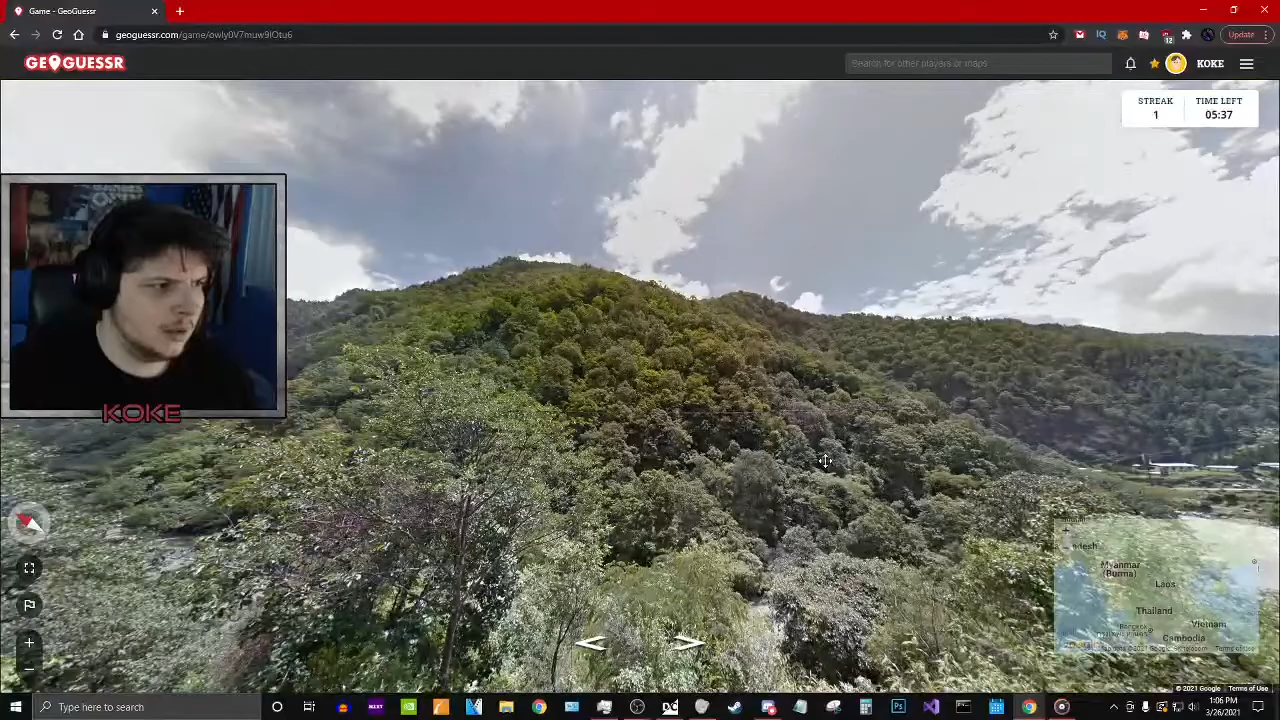 Game - GeoGuessr
geoguessr.com/game/owly0V7muw9lOtu6
Update
GEOGUESSR
Search for other players or maps
KOKE
STREAK
TIME LEFT
1
05:37
KOKE
Myanmar
(Burma)
Laos
Thailand
Vietnam
Cambodia
© 2021 Google
Terms of Use
Type here to search
1:06 PM
3/26/2021